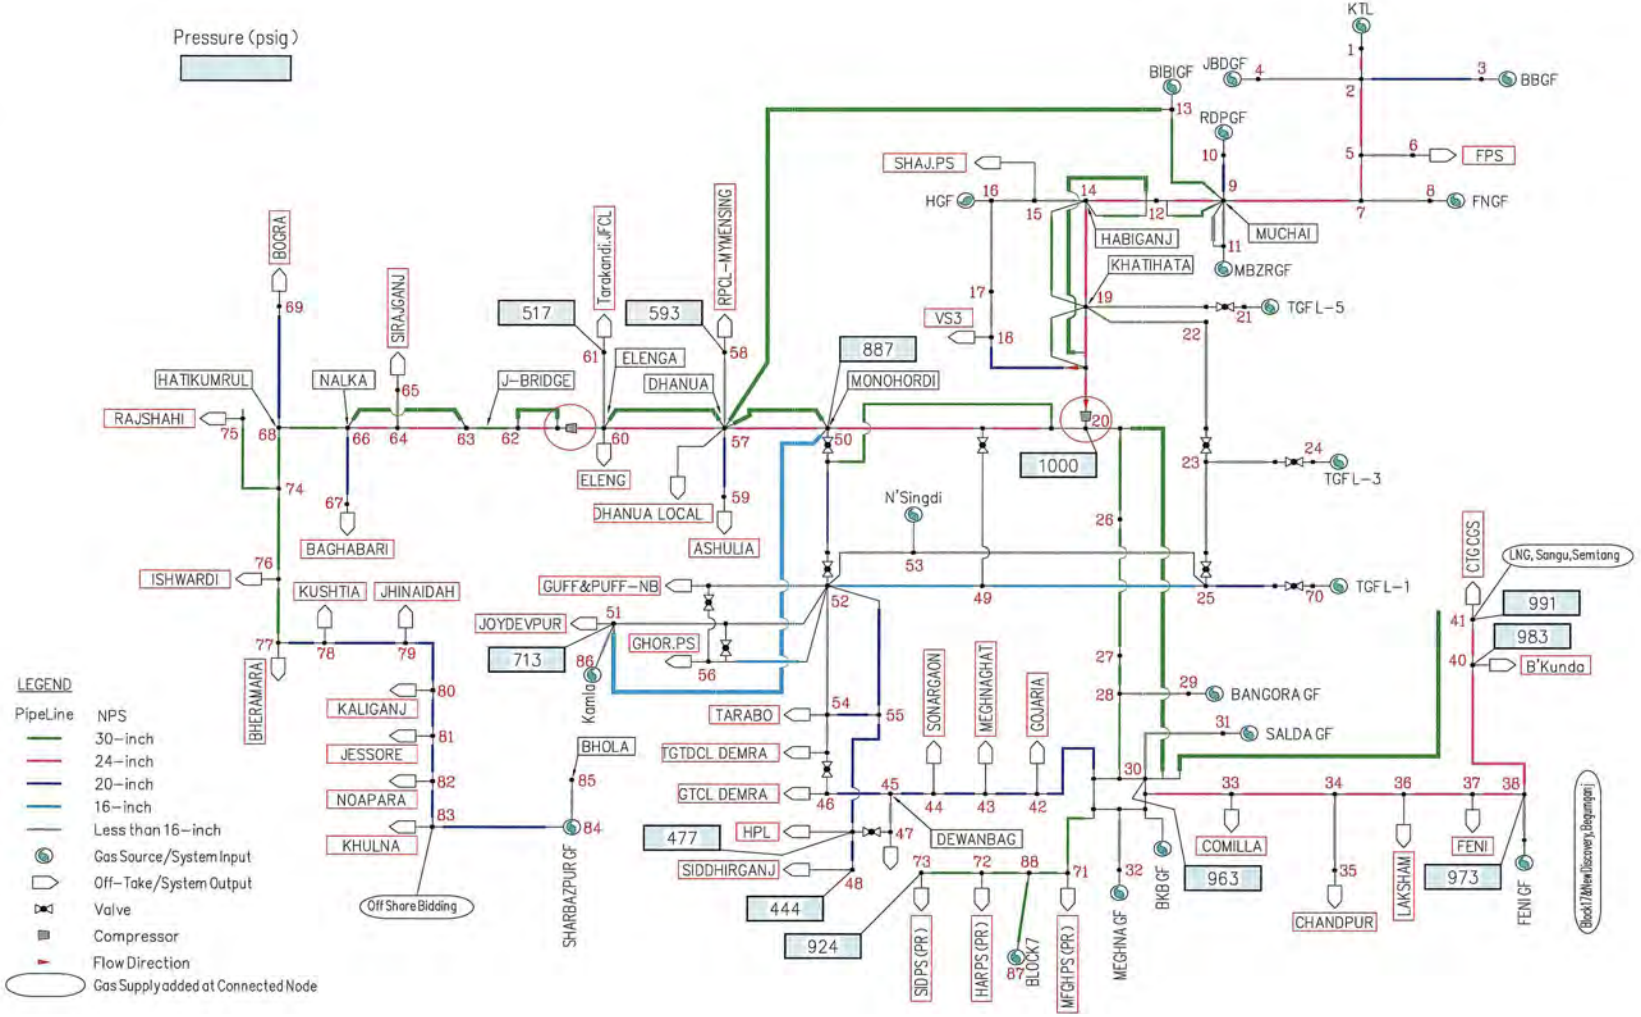 Pressure (psig)
KTL
1
JBDGF
4
2
3
BBGF
BIBIGF
13
RDPGF
10
5
6
FPS
SHAJ.PS
HGF
16
15
14
12
9
7
8
FNGF
HABIGANJ
MUCHAI
11
MBZRGF
KHATIHATA
17
19
21
TGFL-5
VS3
18
22
BOGRA
69
SIRAJGANJ
Tarakandi.JFCL
RPCL-MYMENSING
517
593
61
58
887
ELENGA
HATIKUMRUL
NALKA
65
J-BRIDGE
DHANUA
MONOHORDI
RAJSHAHI
75
68
66
64
63
62
60
57
50
20
1000
23
24
TGFL-3
ELENG
74
67
59
DHANUA LOCAL
N'Singdi
26
BAGHABARI
ASHULIA
53
CTGCGS
LNG, Sangu,Semtang
76
ISHWARDI
KUSHTIA
JHINAIDAH
GUFF&PUFF-NB
52
49
25
70
TGFL-1
51
JOYDEVPUR
991
41
983
77
78
79
GHOR.PS
713
86
56
27
40
B'Kunda
LEGEND
PipeLine NPS
30-inch
24-inch
20-inch
16-inch
Less than 16-inch
Gas Source/System Input
Off-Take/System Output
Valve
Compressor
Flow Direction
Gas Supply added at Connected Node
BHERAMARA
80
KALIGANJ
81
JESSORE
82
NOAPARA
83
KHULNA
Off Shore Bidding
Kamla
BHOLA
85
84
SHARBAZPUR GF
54
TARABO
55
TGTDCL DEMRA
GTCL DEMRA
46
45
44
43
42
SONARGAON
MEGHNAGHAT
GOJARIA
28
29
BANGORA GF
31
SALDA GF
30
33
34
36
37
38
HPL
477
47
DEWANBAG
SIDDHIRGANJ
48
444
924
73
72
88
71
32
COMILLA
963
35
CHANDPUR
LAKSHAM
FENI
973
FENI GF
Block17&NewDiscovery,Begumganj
SIDPS (PR)
HARPS (PR)
87
BLOCK7
MFGHPS (PR)
MEGHNA GF
BKB GF